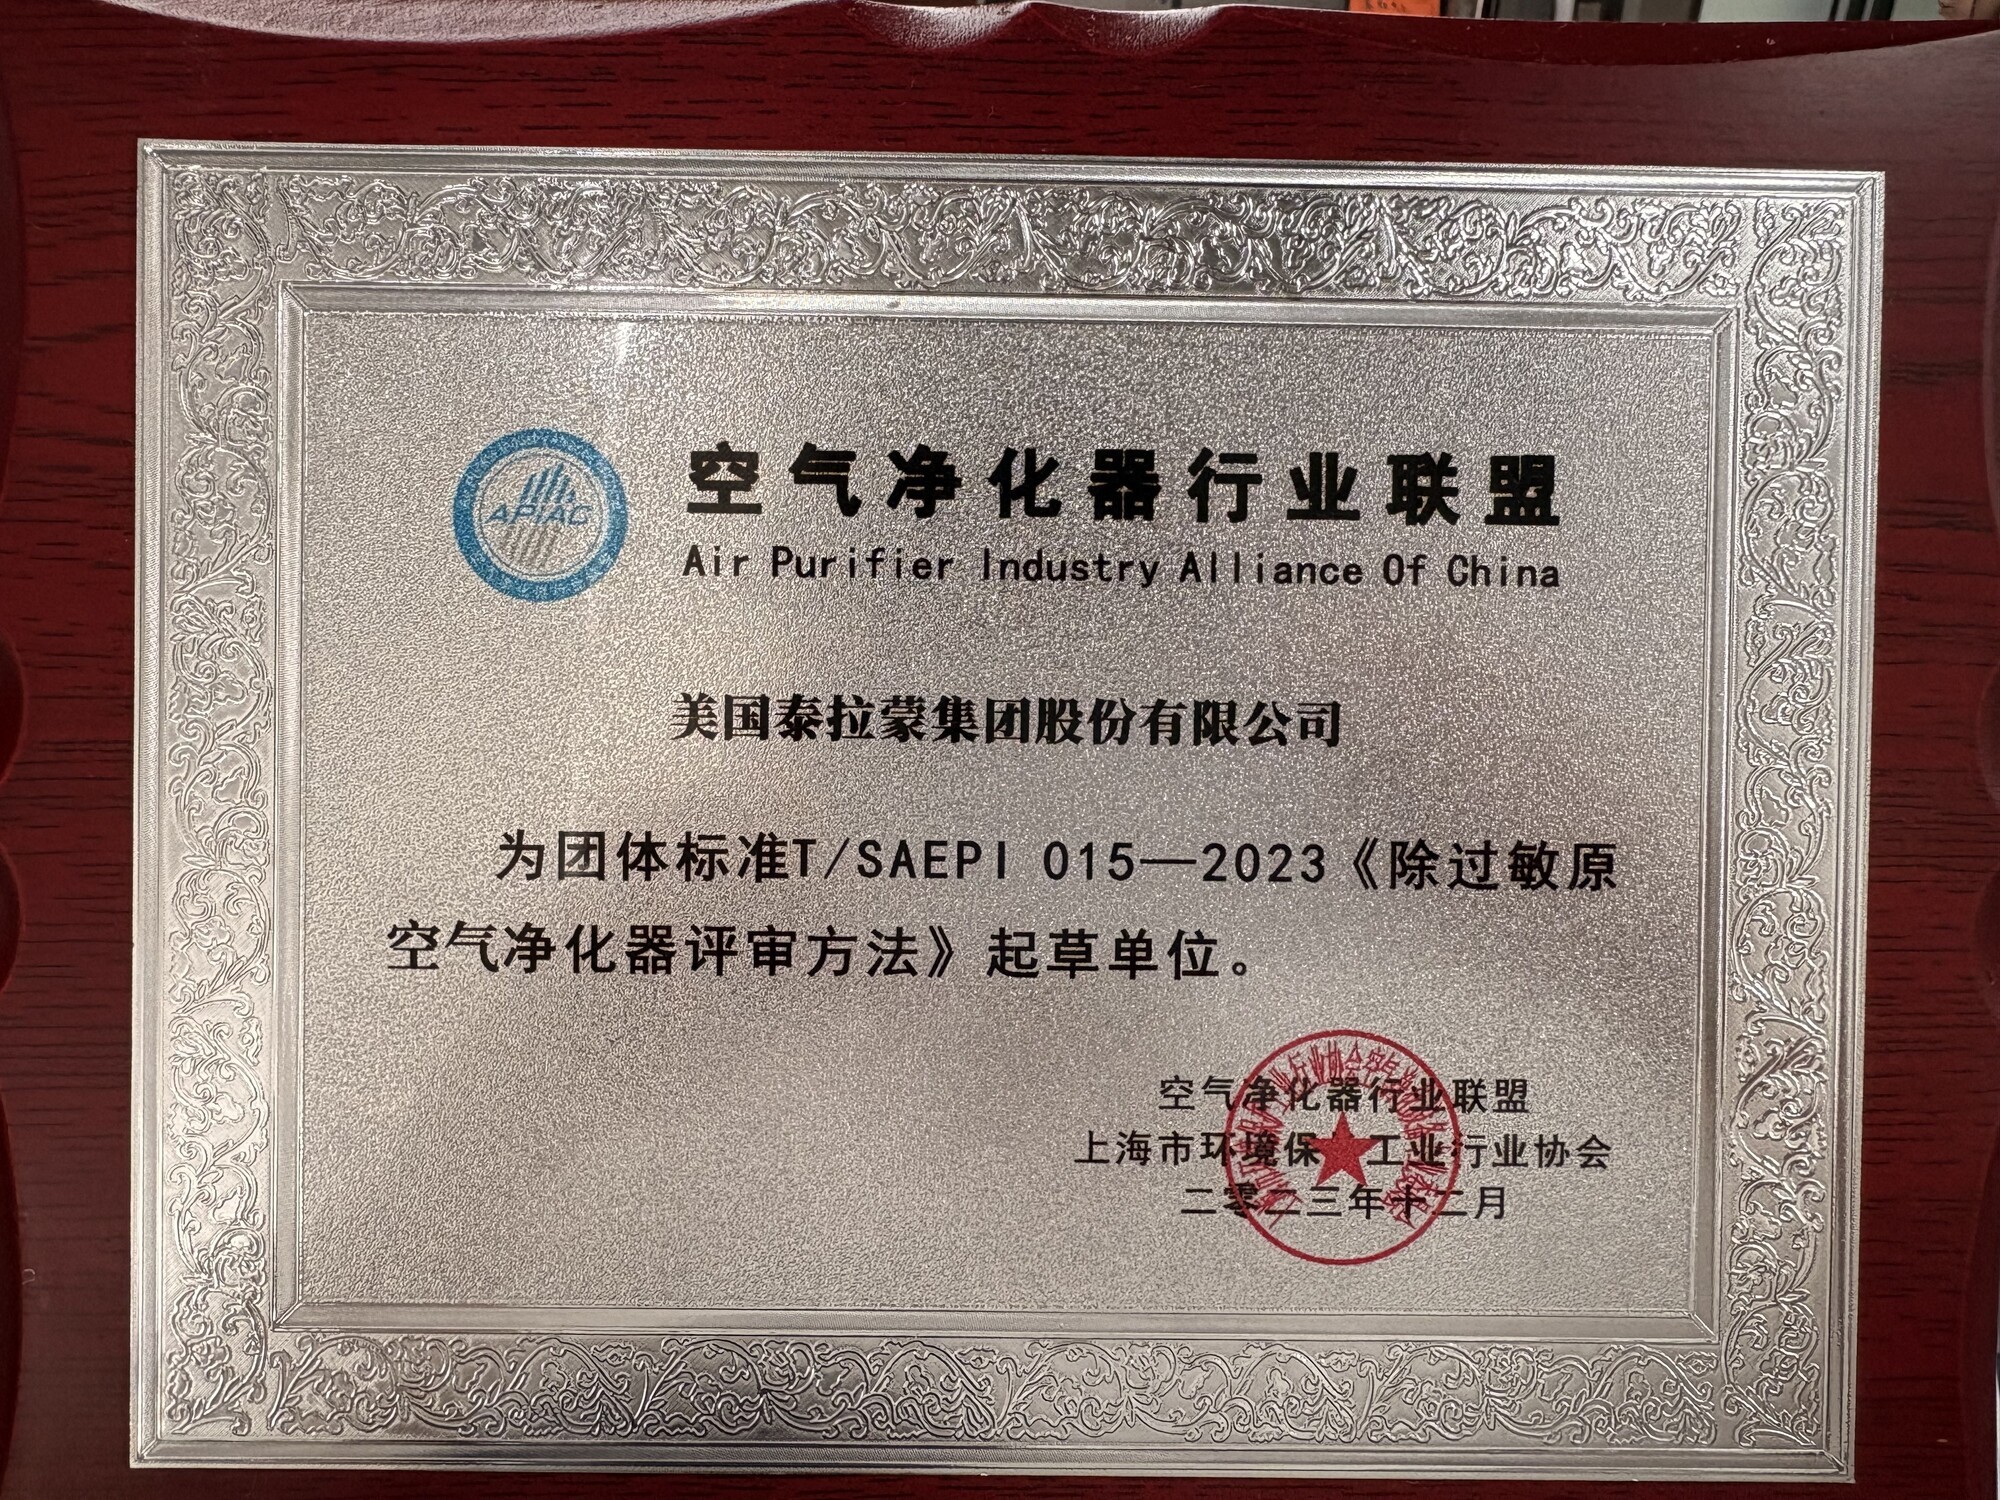 APIAC
空气净化器行业联盟
Air Purifier Industry Alliance Of China
美国泰拉蒙集团股份有限公司
为团体标准T/SAEPI 015—2023《除过敏原
空气净化器评审方法》起草单位。
空气净化器行业联盟
上海市环境保 工业行业协会
二零二三年十二月